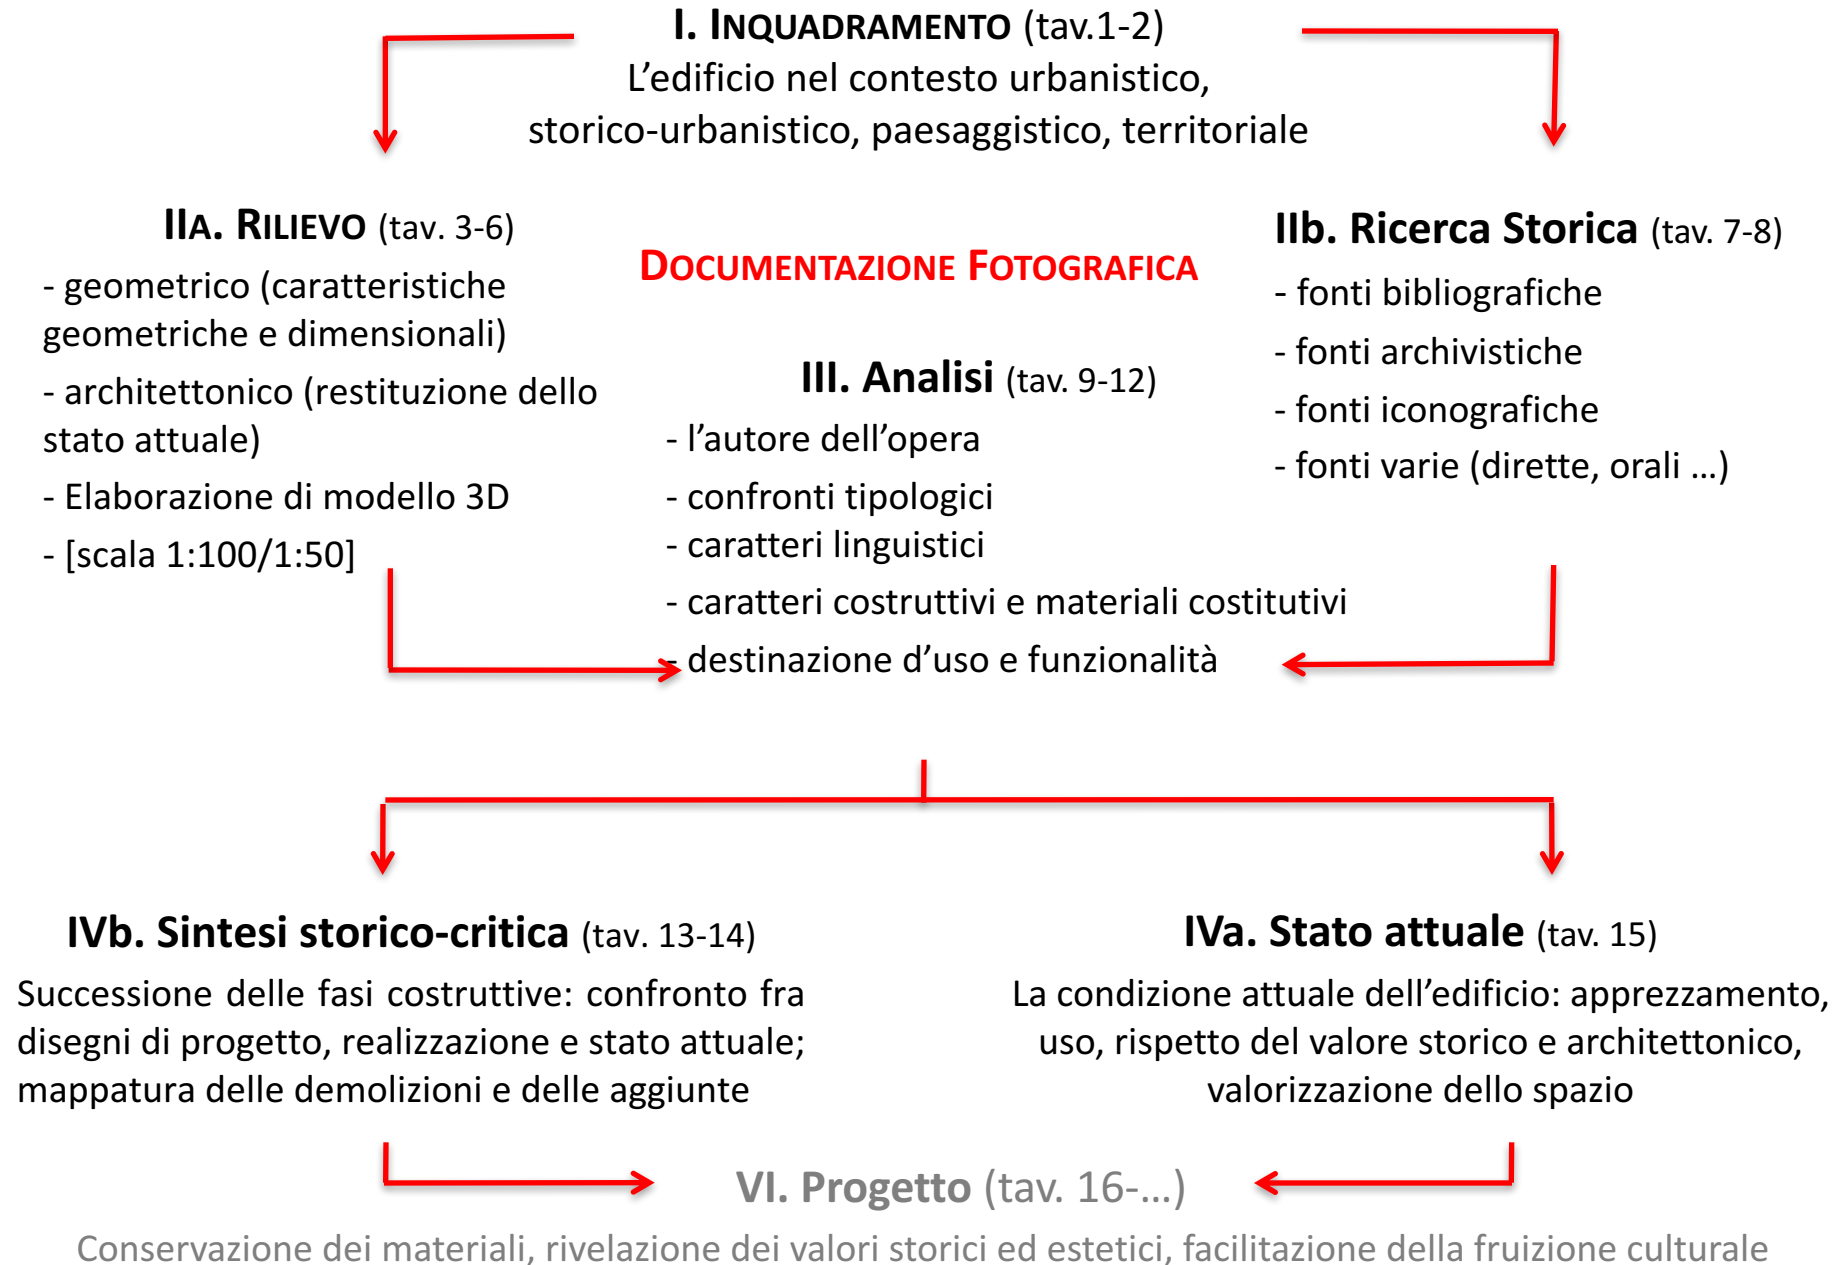 I. INQUADRAMENTO (tav.1-2)
L’edificio nel contesto urbanistico,
storico-urbanistico, paesaggistico, territoriale
IIA. RILIEVO (tav. 3-6)
- geometrico (caratteristiche
geometriche e dimensionali)
- architettonico (restituzione dello
stato attuale)
- Elaborazione di modello 3D
- [scala 1:100/1:50]
DOCUMENTAZIONE FOTOGRAFICA
IIb. Ricerca Storica (tav. 7-8)
- fonti bibliografiche
- fonti archivistiche
- fonti iconografiche
- fonti varie (dirette, orali …)
III. Analisi (tav. 9-12)
- l’autore dell’opera
- confronti tipologici
- caratteri linguistici
- caratteri costruttivi e materiali costitutivi
- destinazione d’uso e funzionalità
IVb. Sintesi storico-critica (tav. 13-14)
Successione delle fasi costruttive: confronto fra
disegni di progetto, realizzazione e stato attuale;
mappatura delle demolizioni e delle aggiunte
IVa. Stato attuale (tav. 15)
La condizione attuale dell’edificio: apprezzamento,
uso, rispetto del valore storico e architettonico,
valorizzazione dello spazio
VI. Progetto (tav. 16-…)
Conservazione dei materiali, rivelazione dei valori storici ed estetici, facilitazione della fruizione culturale